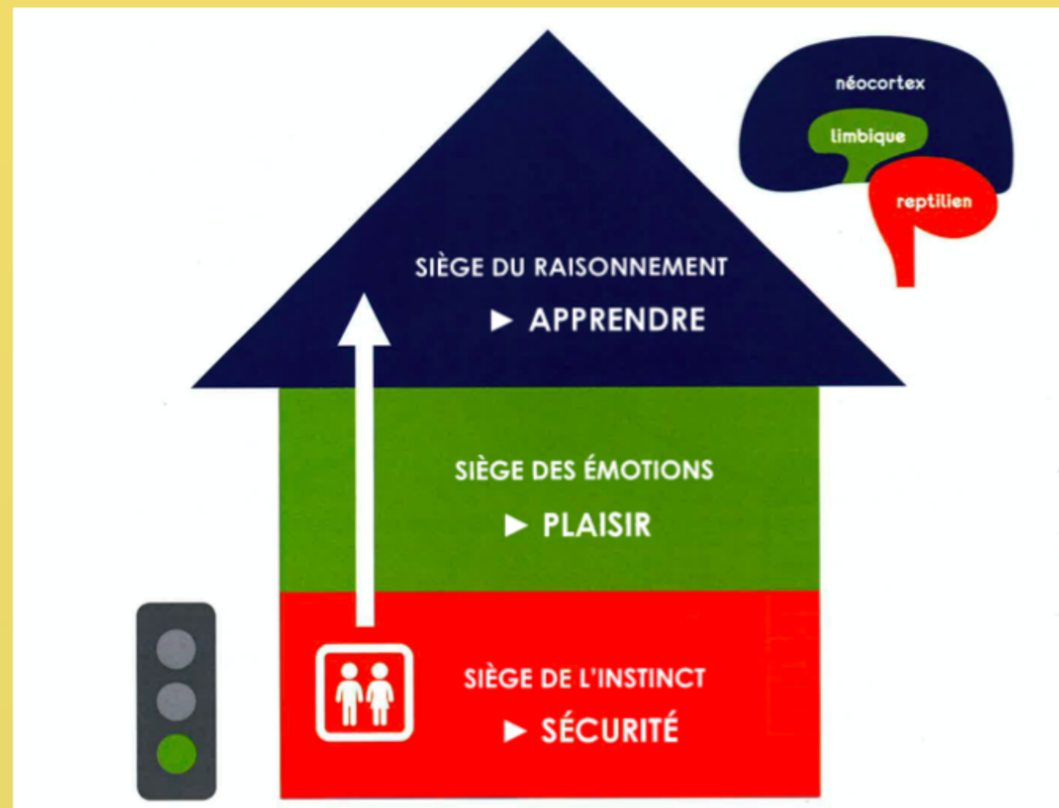 néocortex
limbique
reptilien
SIÈGE DU RAISONNEMENT
► APPRENDRE
SIÈGE DES ÉMOTIONS
► PLAISIR
SIÈGE DE L'INSTINCT
► SÉCURITÉ